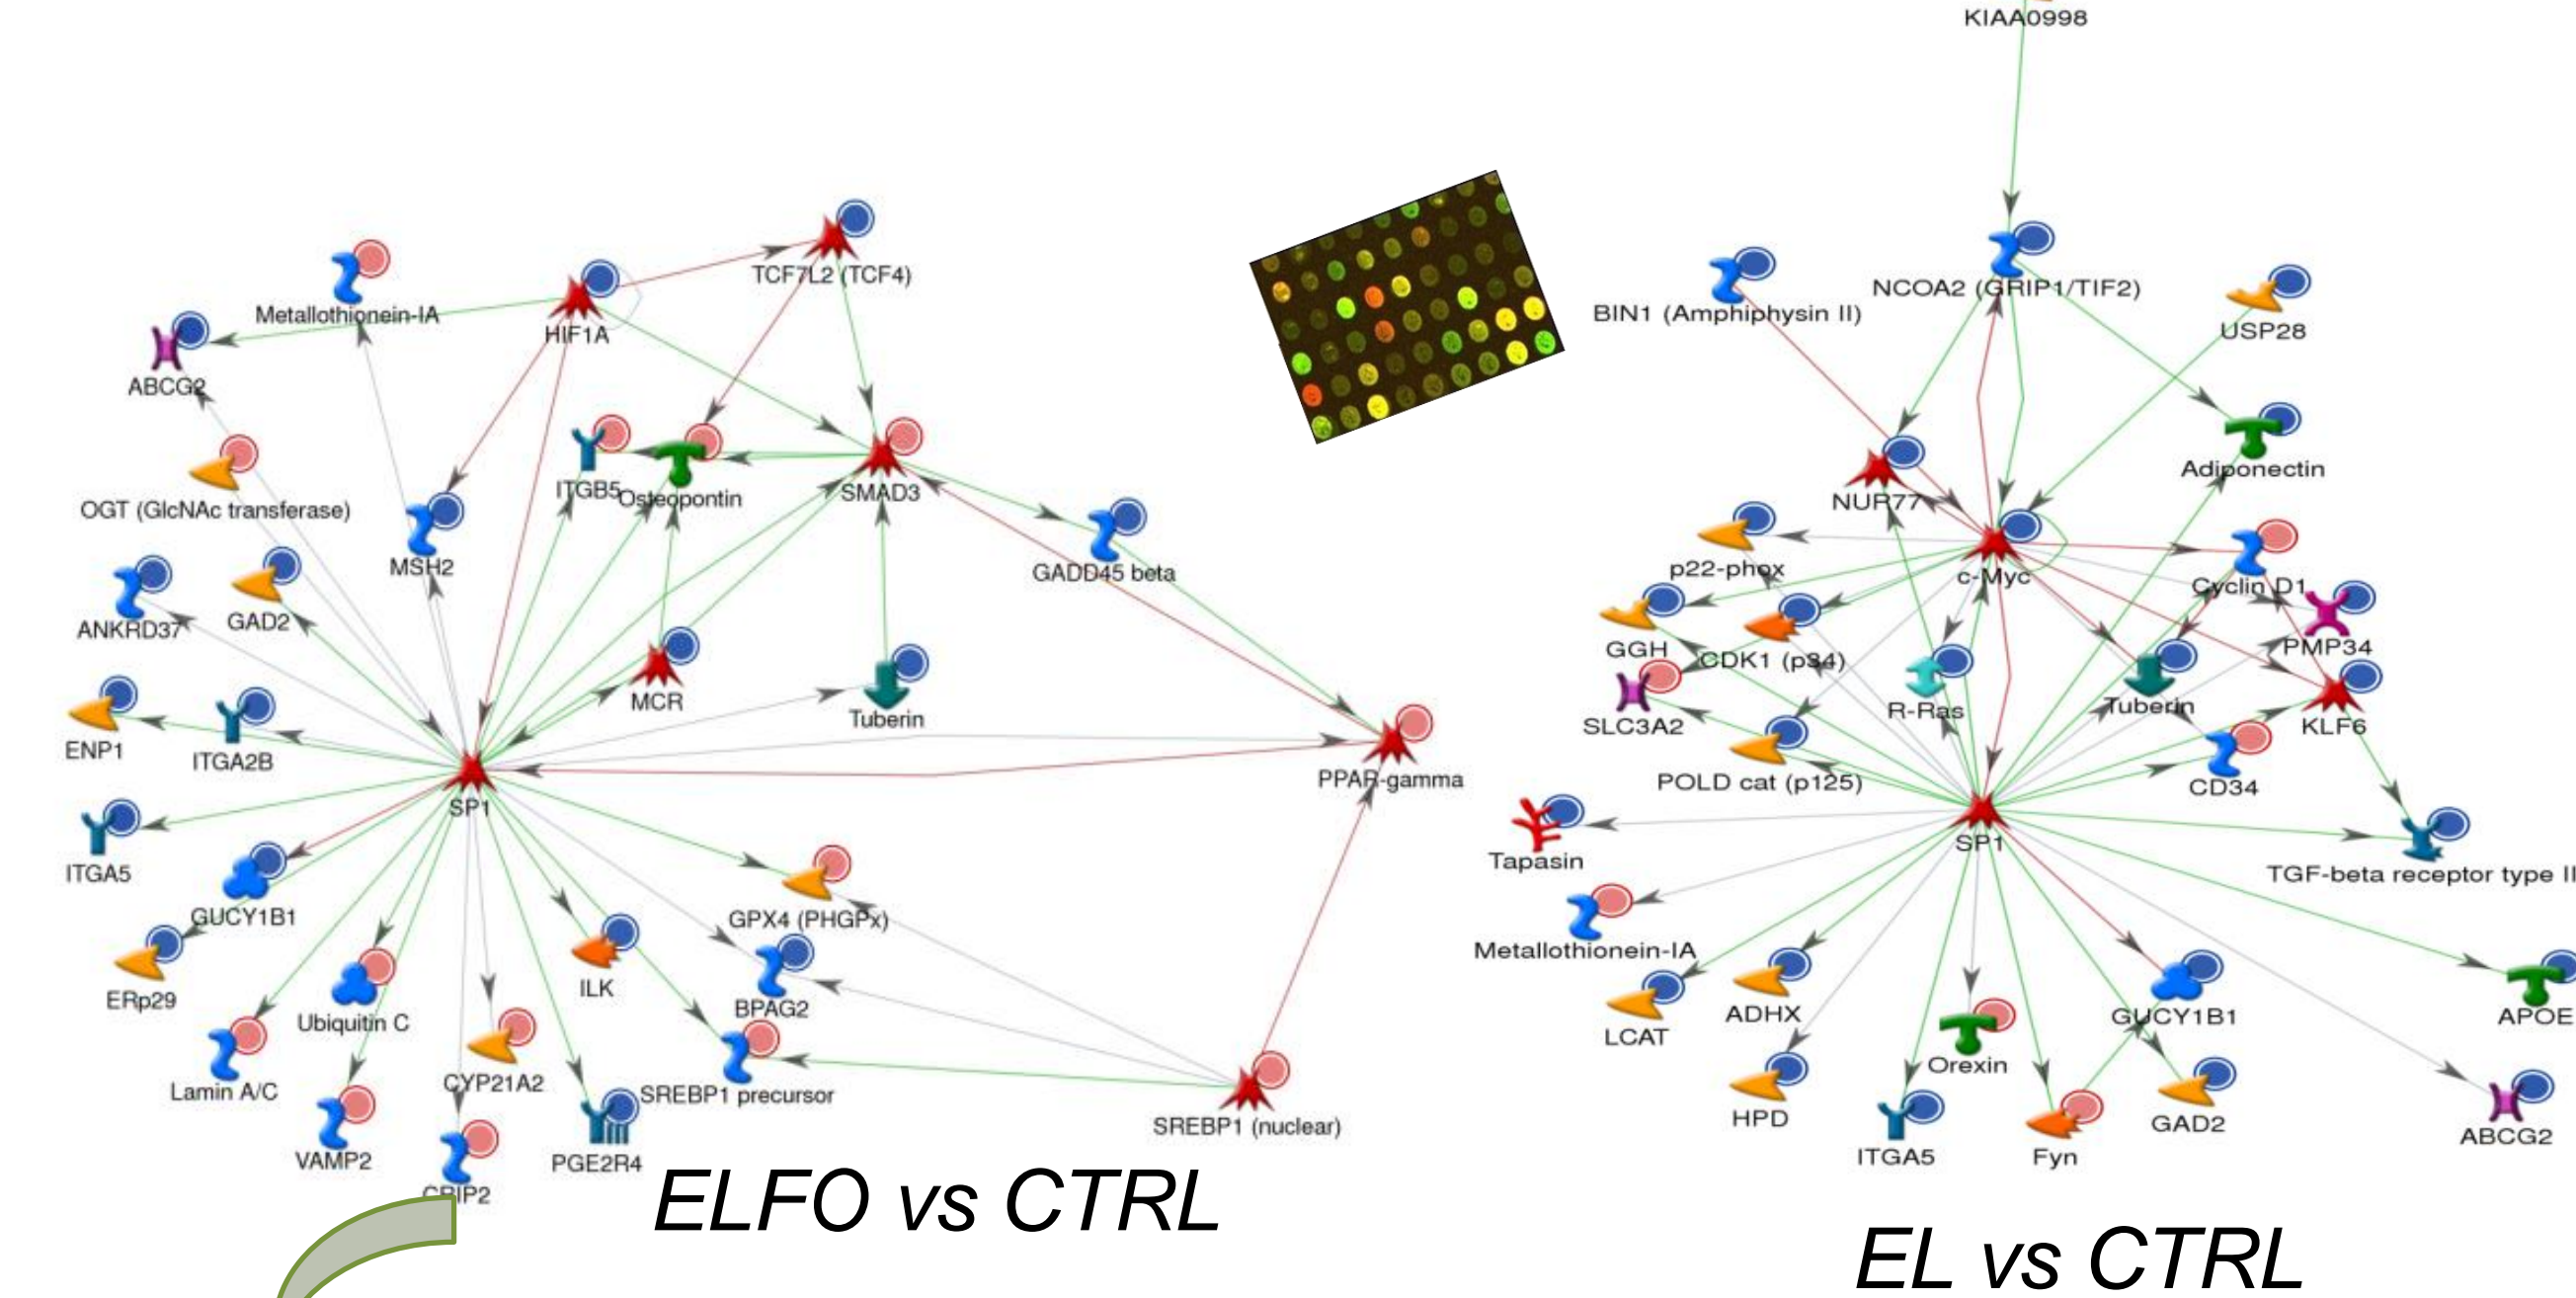 KIAA0998
TCF7L2 (TCF4)
Metallothionein-IA
HIF1A
ABCG2
OGT (GlcNAc transferase)
ITGB5
Osteopontin
SMAD3
MSH2
GADD45 beta
ANKRD37
GAD2
MCR
Tuberin
ENP1
ITGA2B
SP1
PPAR-gamma
ITGA5
GUCY1B1
GPX4 (PHGPx)
ERp29
ILK
BPAG2
Ubiquitin C
Lamin A/C
CYP21A2
SREBP1 precursor
SREBP1 (nuclear)
VAMP2
PGE2R4
CRIP2
ELFO vs CTRL
NCOA2 (GRIP1/TIF2)
BIN1 (Amphiphysin II)
USP28
Adiponectin
NUR77
p22-phox
c-Myc
Cyclin D1
GGH
CDK1 (p34)
PMP34
SLC3A2
R-Ras
Tuberin
KLF6
POLD cat (p125)
CD34
Tapasin
SP1
TGF-beta receptor type II
Metallothionein-IA
LCAT
ADHX
GUCY1B1
APOE
Orexin
HPD
GAD2
ABCG2
ITGA5
Fyn
EL vs CTRL